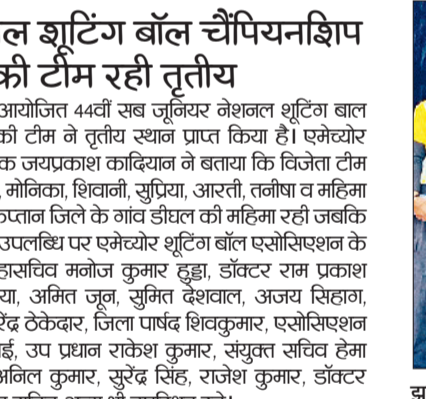 ल शूटिंग बॉल चैंपियनशिप
की टीम रही तृतीय
आयोजित 44वीं सब जूनियर नेशनल शूटिंग बाल
की टीम ने तृतीय स्थान प्राप्त किया है। एमेच्योर
क जयप्रकाश कादियान ने बताया कि विजेता टीम
, मोनिका, शिवानी, सुप्रिया, आरती, तनीषा व महिमा
कप्तान जिले के गांव डीघल की महिमा रही जबकि
उपलब्धि पर एमेच्योर शूटिंग बॉल एसोसिएशन के
हासचिव मनोज कुमार हुड्डा, डॉक्टर राम प्रकाश
या, अमित जून, सुमित देशवाल, अजय सिहाग,
रेंद्र ठेकेदार, जिला पार्षद शिवकुमार, एसोसिएशन
ई, उप प्रधान राकेश कुमार, संयुक्त सचिव हेमा
अनिल कुमार, सुरेंद्र सिंह, राजेश कुमार, डॉक्टर